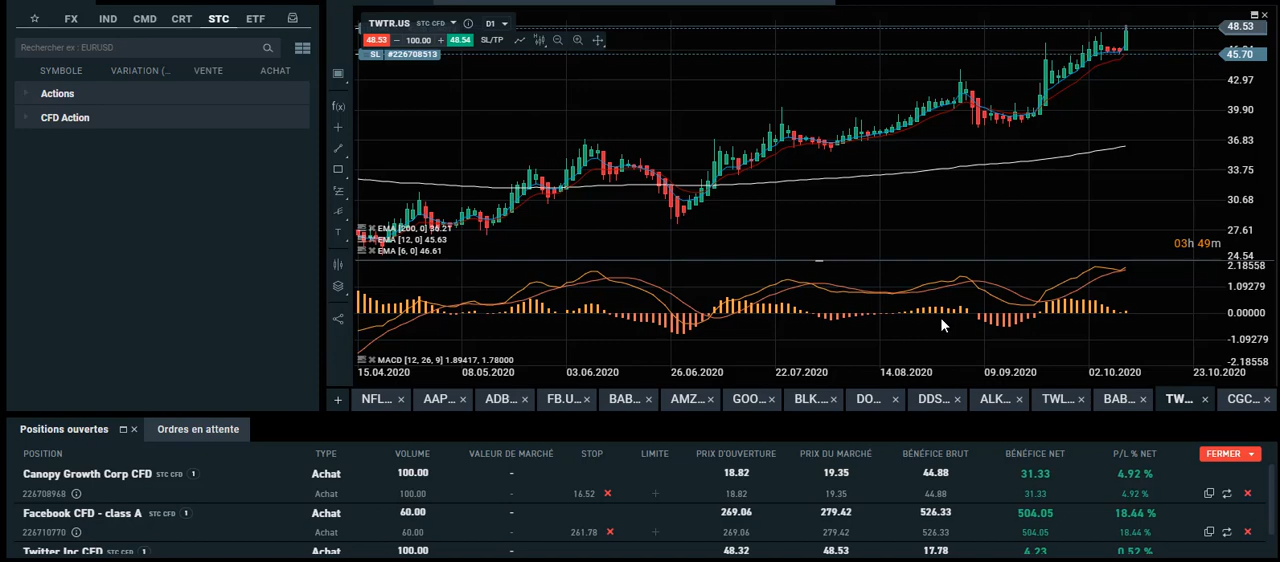 FX IND CMD CRT STC ETF
Rechercher ex : EURUSD
SYMBOLE VARIATION (... VENTE ACHAT
Actions
CFD Action
TWTR.US STC CFD D1
48.53 − 100.00 + 48.54 SL/TP
SL #226708513
f(x)
T
EMA [200, 0] 36.21
EMA [12, 0] 45.63
EMA [6, 0] 46.61
03h 49m
48.53
45.70
42.97
39.90
36.83
33.75
30.68
27.61
24.54
2.18558
1.09279
0.00000
-1.09279
-2.18558
MACD [12, 26, 9] 1.89417, 1.78000
15.04.2020 08.05.2020 03.06.2020 26.06.2020 22.07.2020 14.08.2020 09.09.2020 02.10.2020 23.10.2020
+ NFL... AAP... ADB... FB.U... BAB... AMZ... GOO... BLK.... DO... DDS... ALK... TWL... BAB... TW... CGC...
Positions ouvertes Ordres en attente
POSITION TYPE VOLUME VALEUR DE MARCHÉ STOP LIMITE PRIX D'OUVERTURE PRIX DU MARCHÉ BÉNÉFICE BRUT BÉNÉFICE NET P/L % NET FERMER
Canopy Growth Corp CFD STC CFD 1 Achat 100.00 - 18.82 19.35 44.88 31.33 4.92 %
226708968 Achat 100.00 - 16.52 18.82 19.35 44.88 31.33 4.92 %
Facebook CFD - class A STC CFD 1 Achat 60.00 - 269.06 279.42 526.33 504.05 18.44 %
226710770 Achat 60.00 - 261.78 269.06 279.42 526.33 504.05 18.44 %
Twitter Inc CFD STC CFD 1 Achat 100.00 - 48.32 48.53 17.78 6.23 0.52 %